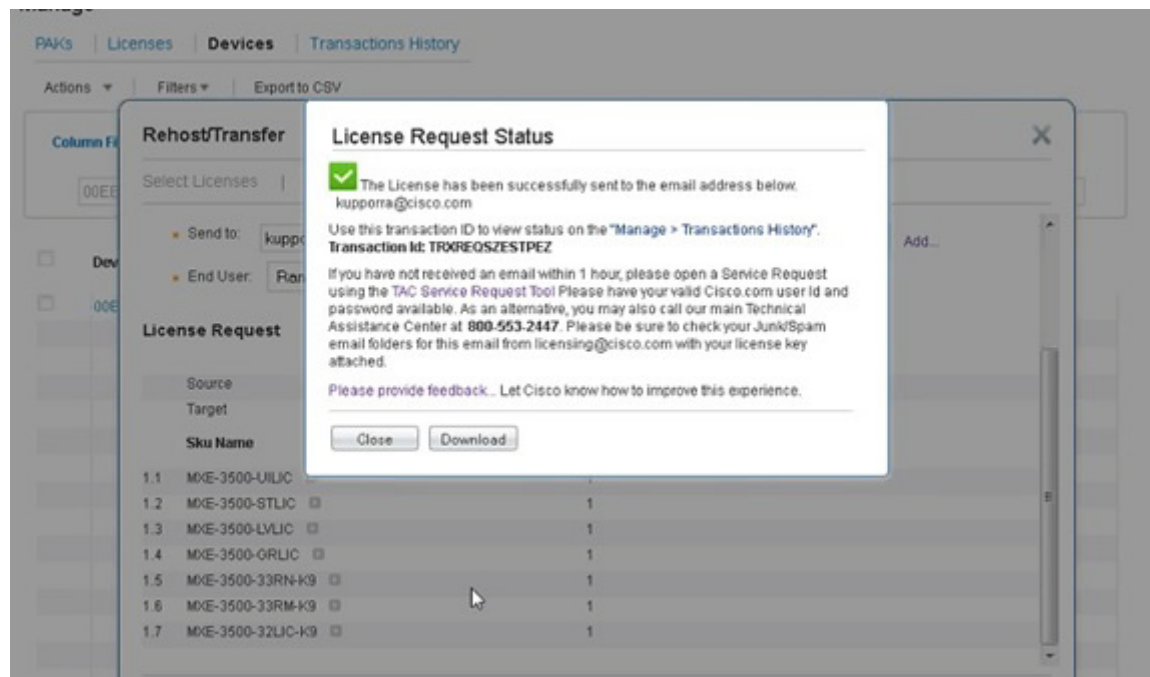 Manage
PAKs | Licenses | Devices | Transactions History
Actions | Filters | Export to CSV
Column Fi
00EE
Rehost/Transfer
Select Licenses |
Send to: kuppo
Add...
End User: Ran
Dev
00E
License Request
Source
Target
Sku Name
License Request Status
The License has been successfully sent to the email address below.
kupporra@cisco.com
Use this transaction ID to view status on the "Manage > Transactions History".
Transaction Id: TRXREQSZESTPEZ
If you have not received an email within 1 hour, please open a Service Request
using the TAC Service Request Tool Please have your valid Cisco.com user Id and
password available. As an alternative, you may also call our main Technical
Assistance Center at 800-553-2447. Please be sure to check your Junk/Spam
email folders for this email from licensing@cisco.com with your license key
attached.
Please provide feedback... Let Cisco know how to improve this experience.
Close Download
1.1 MXE-3500-UILIC 1
1.2 MXE-3500-STLIC 1
1.3 MXE-3500-LVLIC 1
1.4 MXE-3500-GRLIC 1
1.5 MXE-3500-33RN-K9 1
1.6 MXE-3500-33RM-K9 1
1.7 MXE-3500-32LIC-K9 1